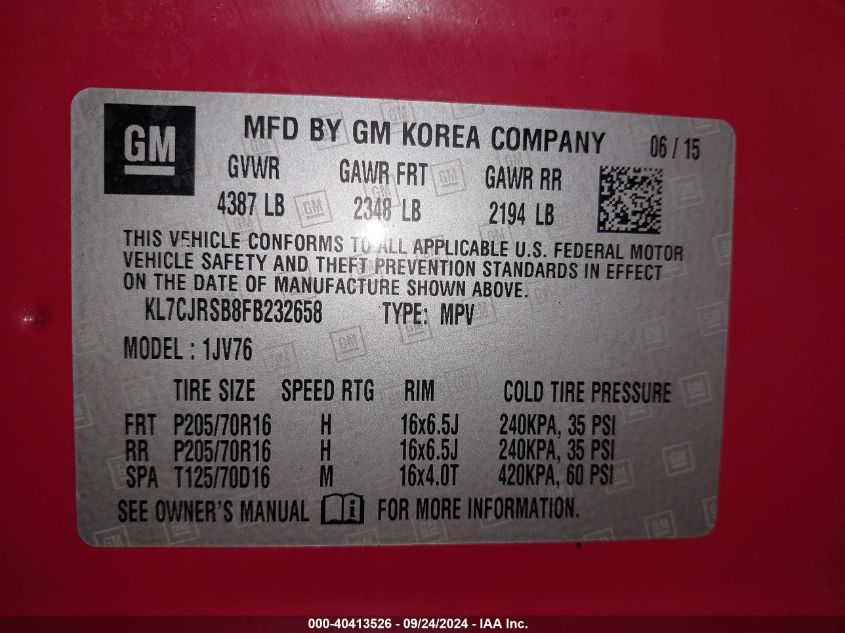 GM
MFD BY GM KOREA COMPANY 06 / 15
GVWR GAWR FRT GAWR RR
4387 LB 2348 LB 2194 LB
THIS VEHICLE CONFORMS TO ALL APPLICABLE U.S. FEDERAL MOTOR
VEHICLE SAFETY AND THEFT PREVENTION STANDARDS IN EFFECT
ON THE DATE OF MANUFACTURE SHOWN ABOVE.
KL7CJRSB8FB232658 TYPE: MPV
MODEL : 1JV76
TIRE SIZE SPEED RTG RIM COLD TIRE PRESSURE
FRT P205/70R16 H 16x6.5J 240KPA, 35 PSI
RR P205/70R16 H 16x6.5J 240KPA, 35 PSI
SPA T125/70D16 M 16x4.0T 420KPA, 60 PSI
SEE OWNER'S MANUAL i FOR MORE INFORMATION.
000-40413526 - 09/24/2024 - IAA Inc.